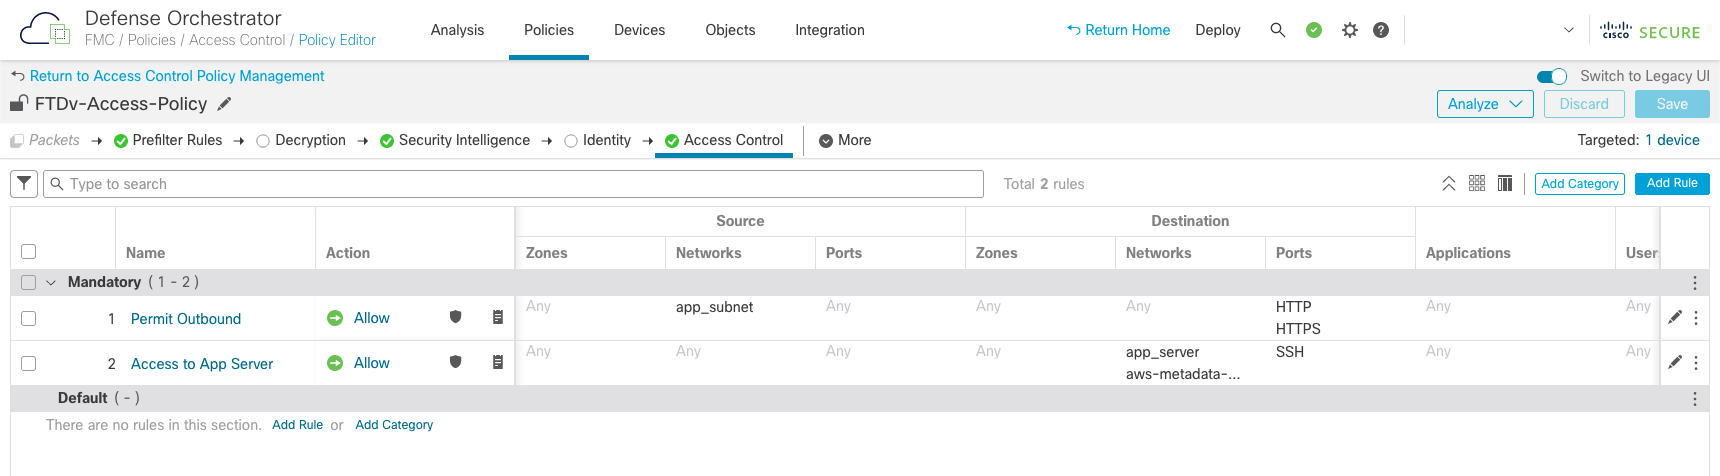 Defense Orchestrator
FMC / Policies / Access Control / Policy Editor
Analysis Policies Devices Objects Integration
Return Home Deploy
cisco SECURE
Return to Access Control Policy Management
Switch to Legacy UI
FTDv-Access-Policy
Analyze Discard Save
Packets Prefilter Rules Decryption Security Intelligence Identity Access Control More
Targeted: 1 device
Type to search
Total 2 rules
Add Category Add Rule
Source Destination
Name Action Zones Networks Ports Zones Networks Ports Applications User
Mandatory ( 1 - 2 )
1 Permit Outbound Allow Any app_subnet Any Any Any HTTP Any Any
HTTPS
2 Access to App Server Allow Any Any Any Any app_server SSH Any Any
aws-metadata-...
Default ( - )
There are no rules in this section. Add Rule or Add Category